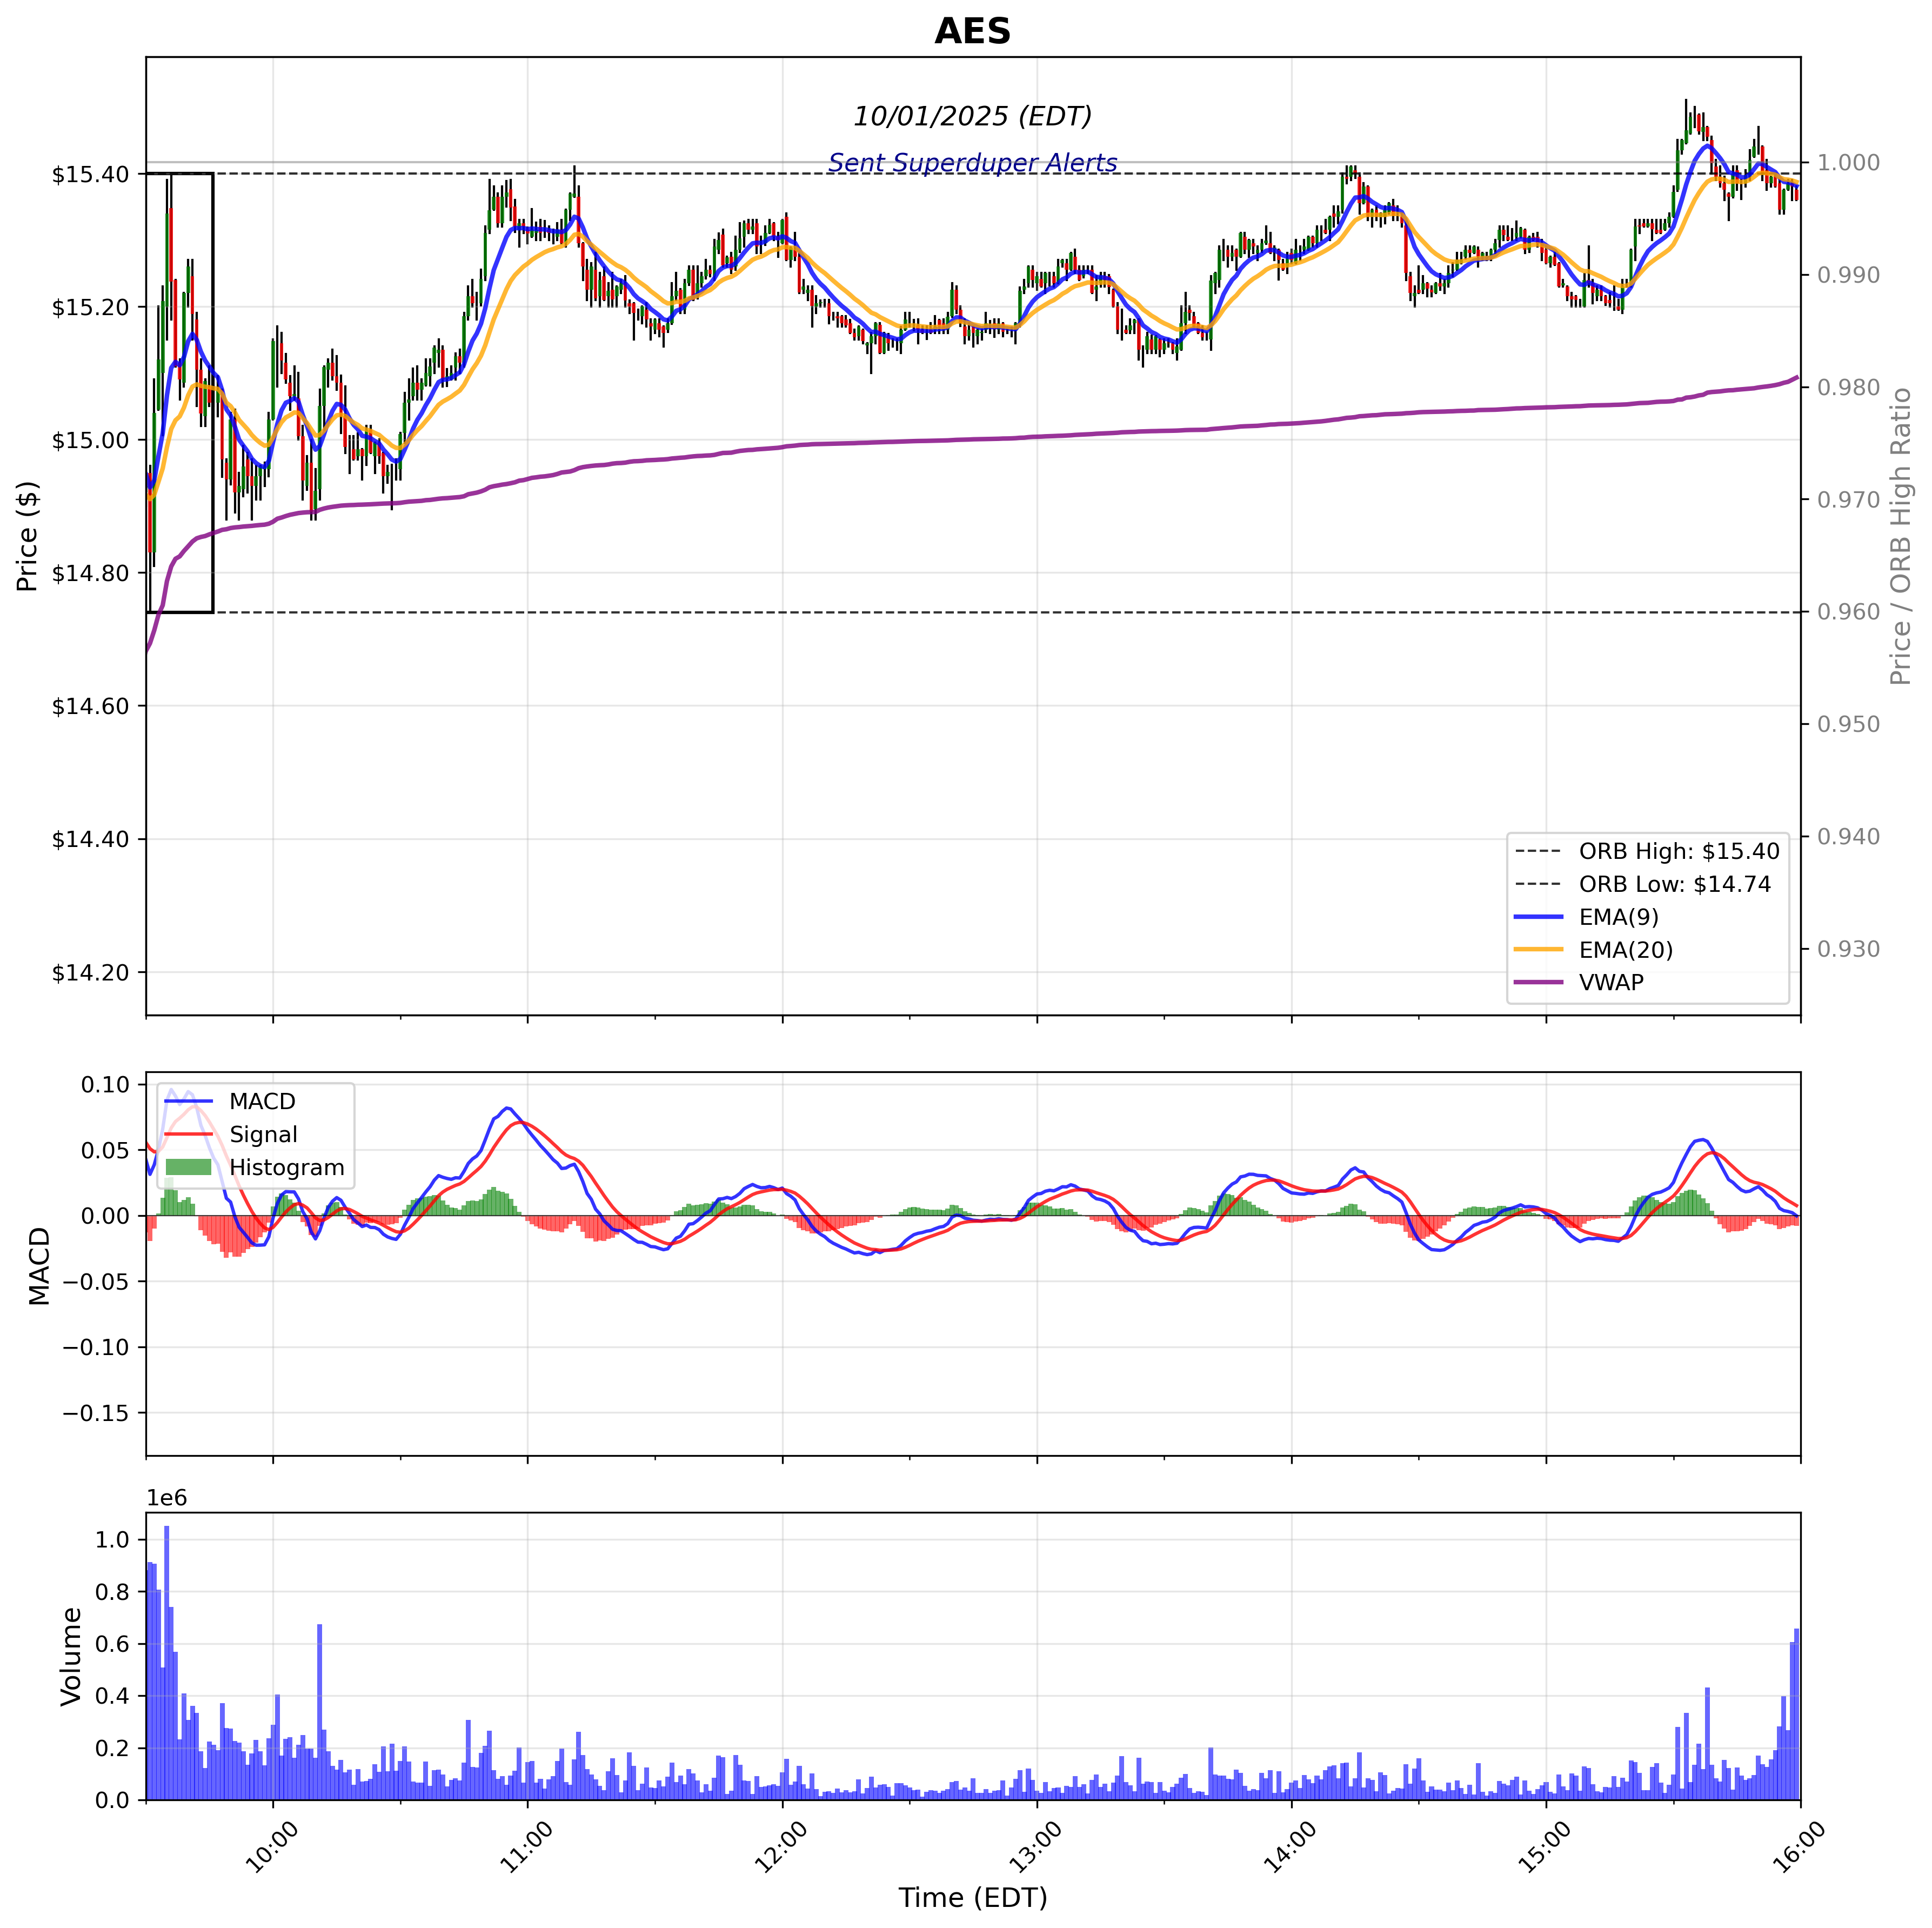 AES
10/01/2025 (EDT)
Sent Superduper Alerts
Price ($)
$15.40
$15.20
$15.00
$14.80
$14.60
$14.40
$14.20
1.000
0.990
0.980
0.970
0.960
0.950
0.940
0.930
Price / ORB High Ratio
ORB High: $15.40
ORB Low: $14.74
EMA(9)
EMA(20)
VWAP
MACD
0.10
0.05
0.00
−0.05
−0.10
−0.15
MACD
Signal
Histogram
1e6
Volume
1.0
0.8
0.6
0.4
0.2
0.0
10:00
11:00
12:00
13:00
14:00
15:00
16:00
Time (EDT)